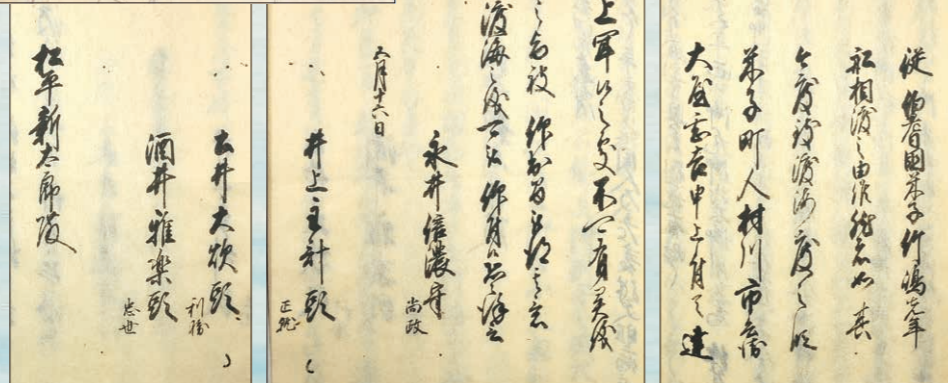 従伯耆国米子竹嶋先年
船相渡之由候然者如其
今度致渡海度之段
米子町人村川市兵衛
大屋甚吉申上付而達
上聞候之処不可有異儀
之旨被 仰出候間被得其意
渡海之儀可被 仰付候恐々謹言
永井信濃守
尚政
五月十六日
井上主計頭
正就
土井大炊頭
利勝
酒井雅楽頭
忠世
松平新太郎殿